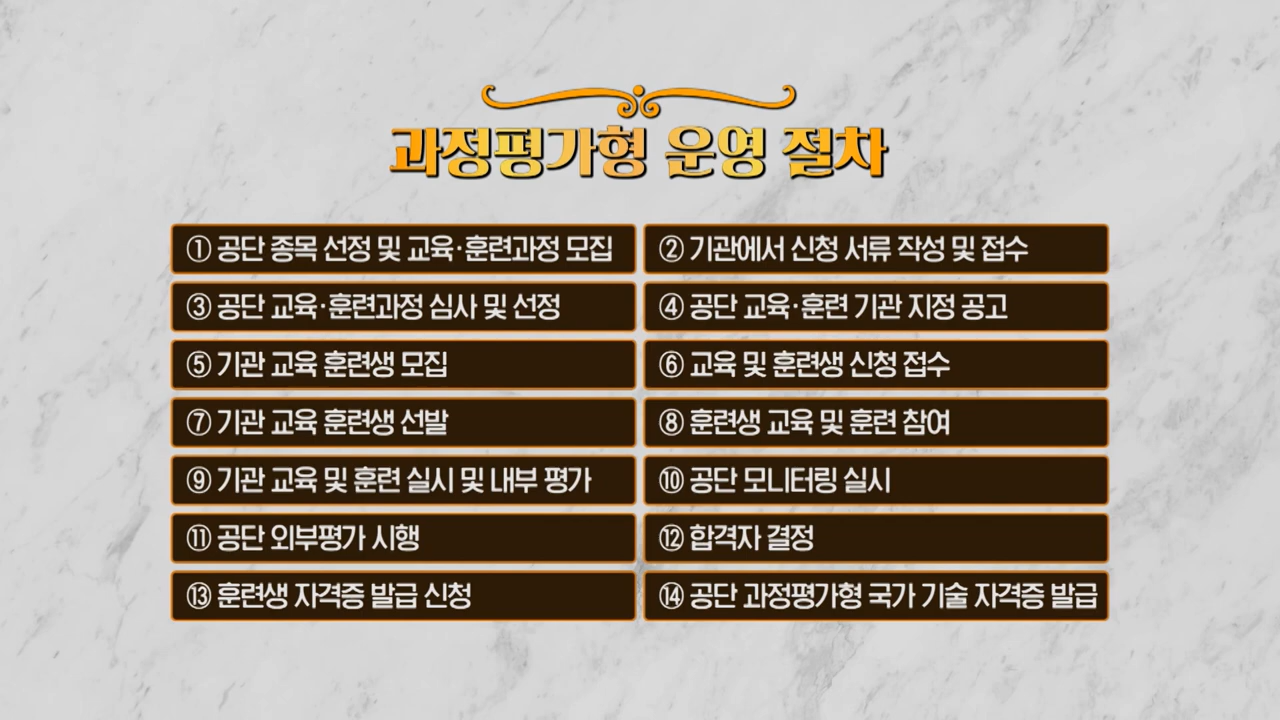 과정평가형 운영 절차
① 공단 종목 선정 및 교육·훈련과정 모집
② 기관에서 신청 서류 작성 및 접수
③ 공단 교육·훈련과정 심사 및 선정
④ 공단 교육·훈련 기관 지정 공고
⑤ 기관 교육 훈련생 모집
⑥ 교육 및 훈련생 신청 접수
⑦ 기관 교육 훈련생 선발
⑧ 훈련생 교육 및 훈련 참여
⑨ 기관 교육 및 훈련 실시 및 내부 평가
⑩ 공단 모니터링 실시
⑪ 공단 외부평가 시행
⑫ 합격자 결정
⑬ 훈련생 자격증 발급 신청
⑭ 공단 과정평가형 국가 기술 자격증 발급